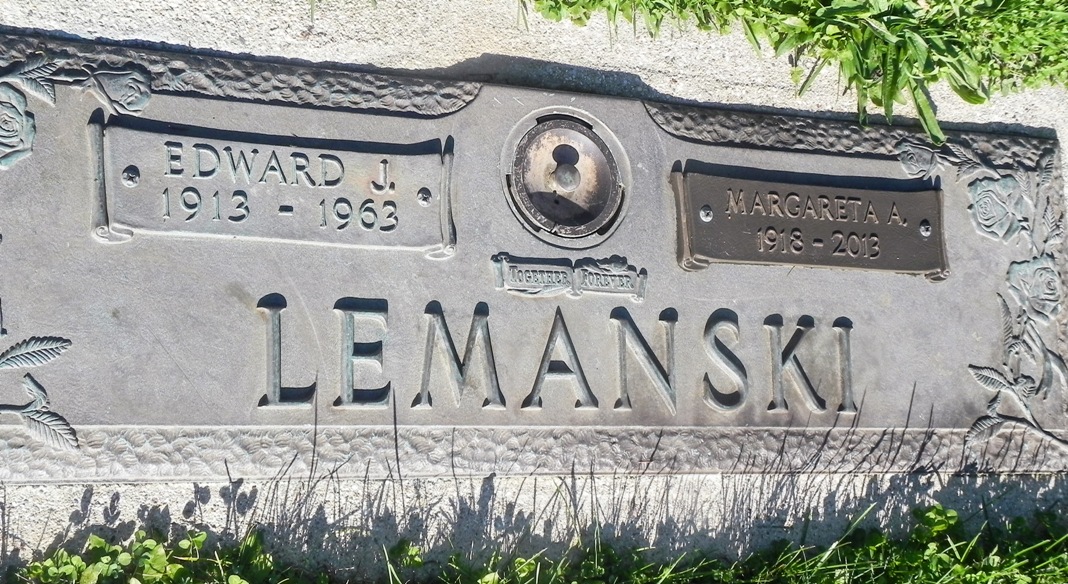 EDWARD J.
1913 - 1963
MARGARETA A.
1918 - 2013
TOGETHER FOREVER
LEMANSKI